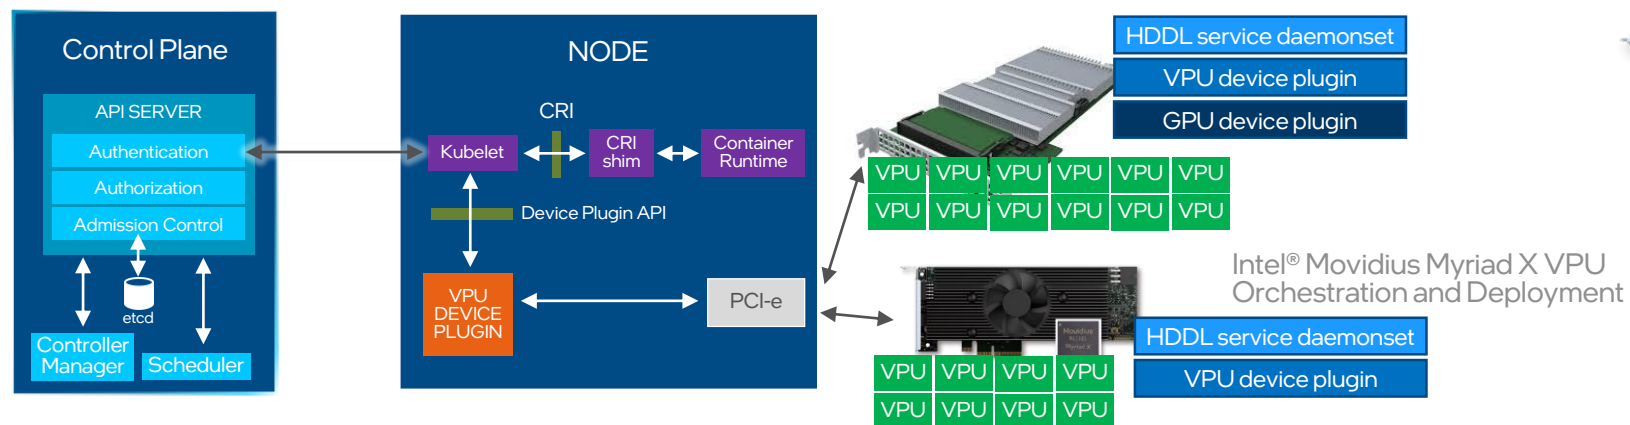 Control Plane
API SERVER
Authentication
Authorization
Admission Control
etcd
Controller
Manager
Scheduler
NODE
CRI
Kubelet
CRI
shim
Container
Runtime
Device Plugin API
VPU
DEVICE
PLUGIN
PCI-e
HDDL service daemonset
VPU device plugin
GPU device plugin
VPU VPU VPU VPU VPU VPU
VPU VPU VPU VPU VPU VPU
Intel® Movidius Myriad X VPU
Orchestration and Deployment
Movidius
Myriad X
HDDL service daemonset
VPU device plugin
VPU VPU VPU VPU
VPU VPU VPU VPU